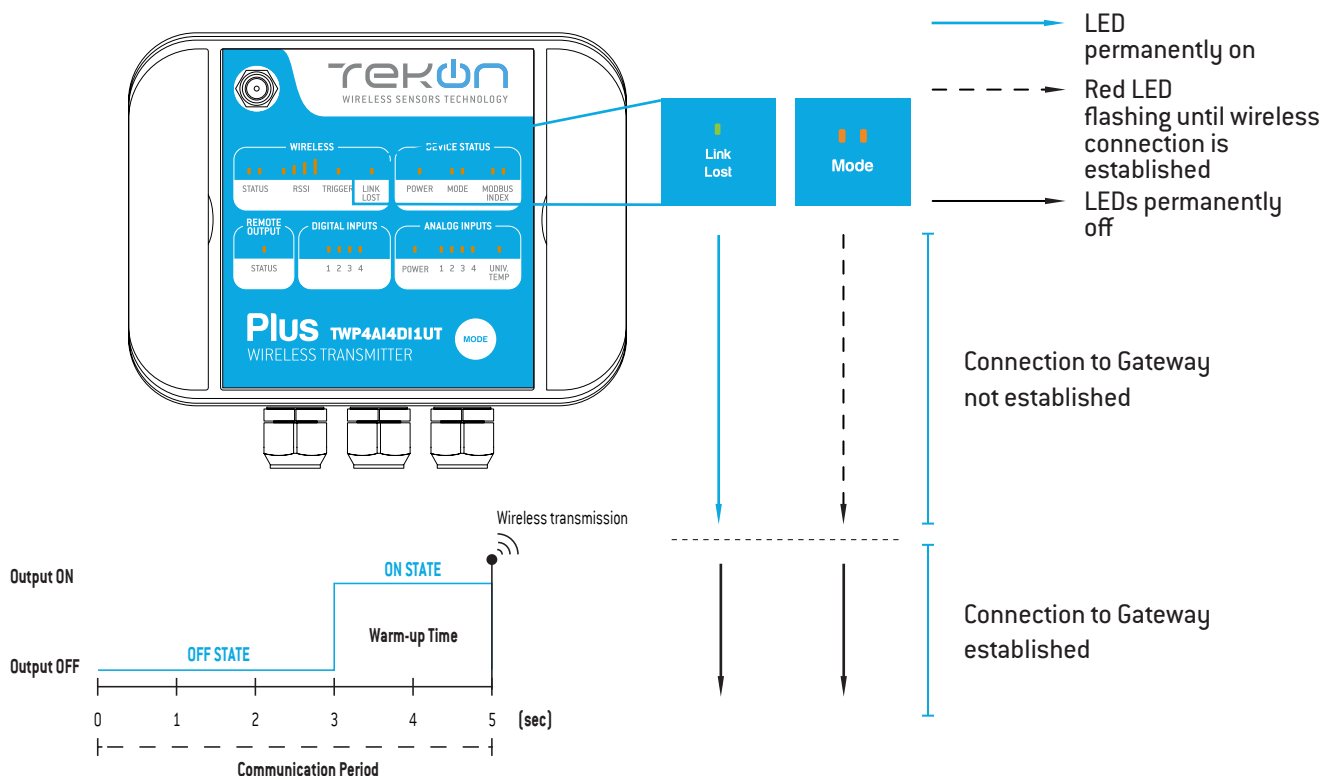 TEKON
WIRELESS SENSORS TECHNOLOGY
WIRELESS
STATUS
RSSI
TRIGGER
LINK
LOST
DEVICE STATUS
POWER
MODE
MODBUS
INDEX
REMOTE
OUTPUT
STATUS
DIGITAL INPUTS
1 2 3 4
ANALOG INPUTS
POWER
1 2 3 4
UNIV.
TEMP
Plus TWP4AI4DI1UT
WIRELESS TRANSMITTER
MODE
Link
Lost
Mode
LED
permanently on
Red LED
flashing until wireless
connection is
established
LEDs permanently
off
Connection to Gateway
not established
Connection to Gateway
established
Wireless transmission
Output ON
ON STATE
Warm-up Time
OFF STATE
Output OFF
0 1 2 3 4 5 (sec)
Communication Period